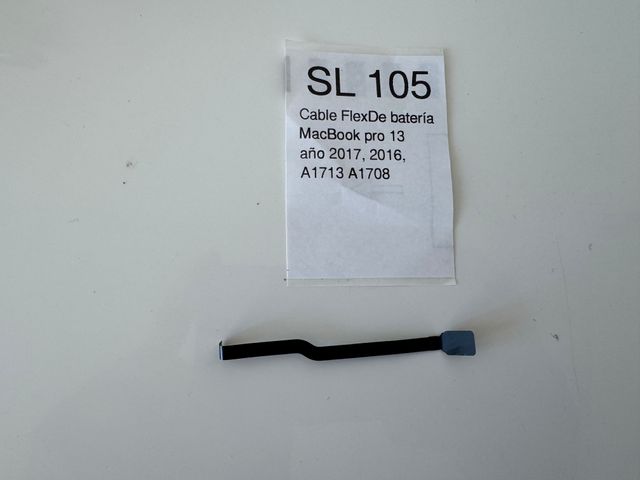 SL 105
Cable FlexDe batería
MacBook pro 13
año 2017, 2016,
A1713 A1708